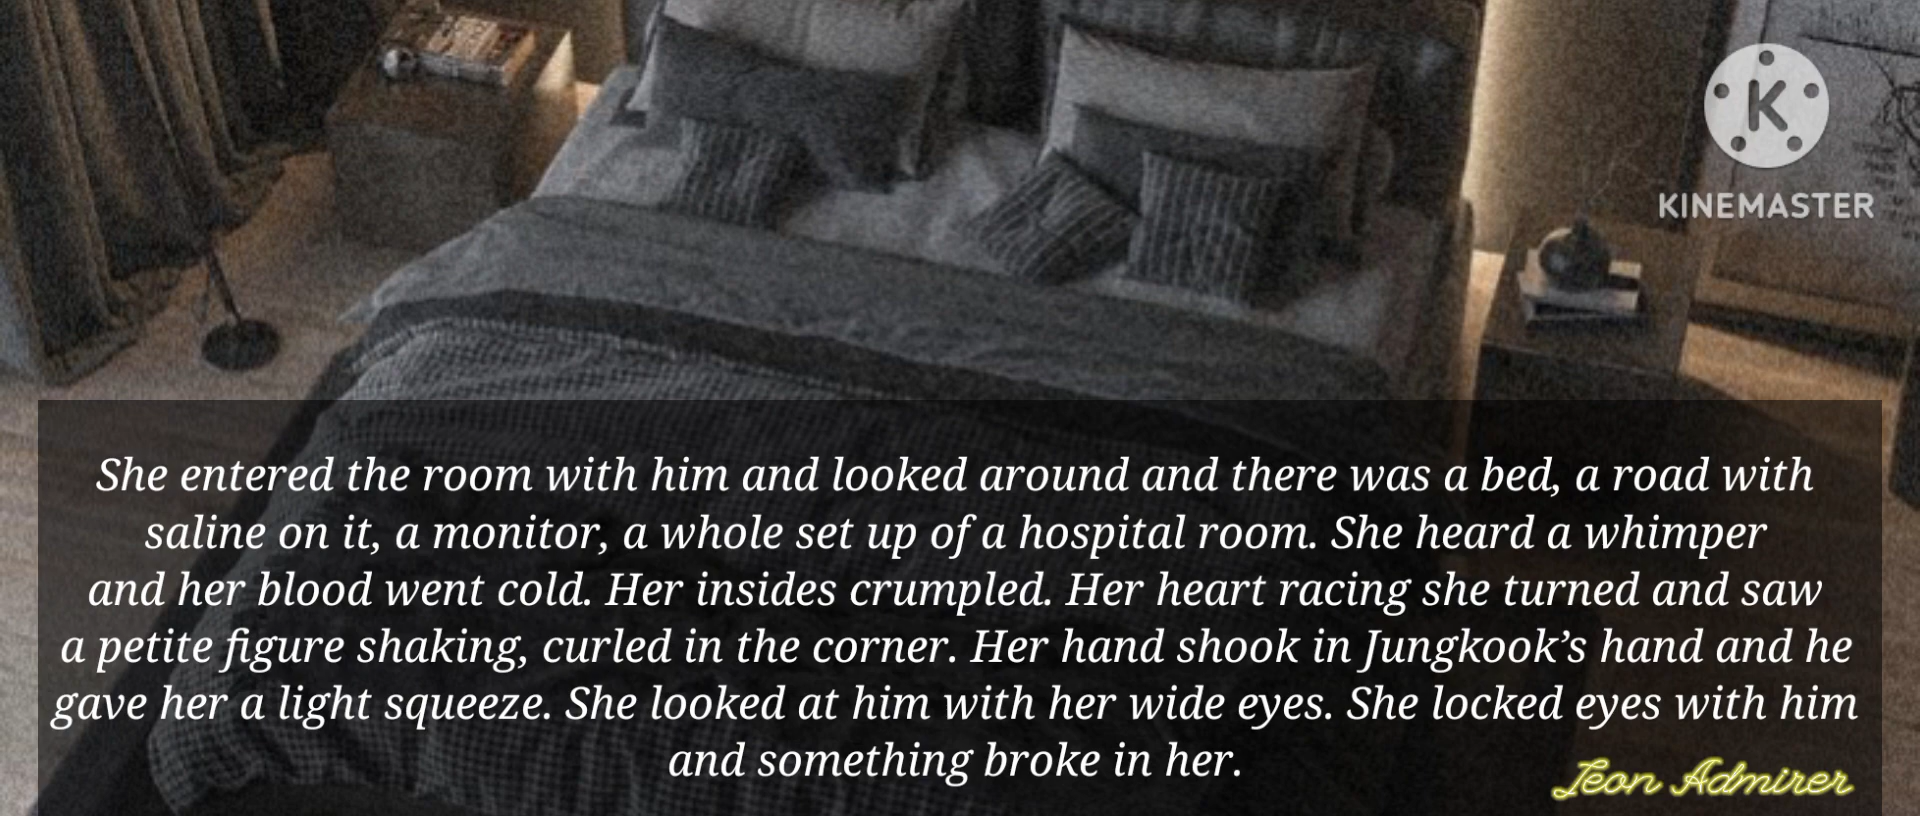 KINEMASTER
She entered the room with him and looked around and there was a bed, a road with
saline on it, a monitor, a whole set up of a hospital room. She heard a whimper
and her blood went cold. Her insides crumpled. Her heart racing she turned and saw
a petite figure shaking, curled in the corner. Her hand shook in Jungkook’s hand and he
gave her a light squeeze. She looked at him with her wide eyes. She locked eyes with him
and something broke in her.
Jeon Admirer